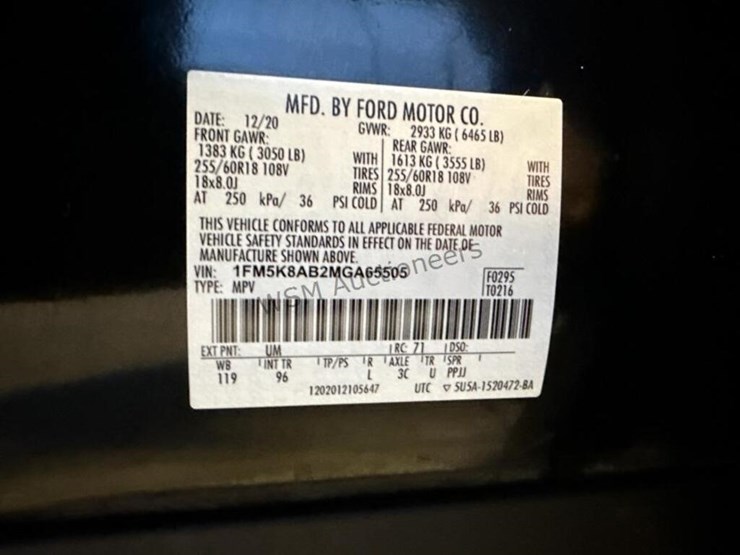 MFD. BY FORD MOTOR CO.
DATE: 12/20 GVWR: 2933 KG ( 6465 LB)
FRONT GAWR: REAR GAWR:
1383 KG ( 3050 LB) WITH 1613 KG ( 3555 LB) WITH
255/60R18 108V TIRES 255/60R18 108V TIRES
18x8.0J RIMS 18x8.0J RIMS
AT 250 kPa/ 36 PSI COLD AT 250 kPa/ 36 PSI COLD
THIS VEHICLE CONFORMS TO ALL APPLICABLE FEDERAL MOTOR
VEHICLE SAFETY STANDARDS IN EFFECT ON THE DATE OF
MANUFACTURE SHOWN ABOVE.
VIN: 1FM5K8AB2MGA65505 F0295
TYPE: MPV T0216
WSM Auctioneers
EXT PNT: UM RC: 71 DSO:
WB INT TR TP/PS R AXLE TR SPR
119 96 L 3C U PPJJ
1202012105647 UTC ▽ 5U5A-1520472-BA